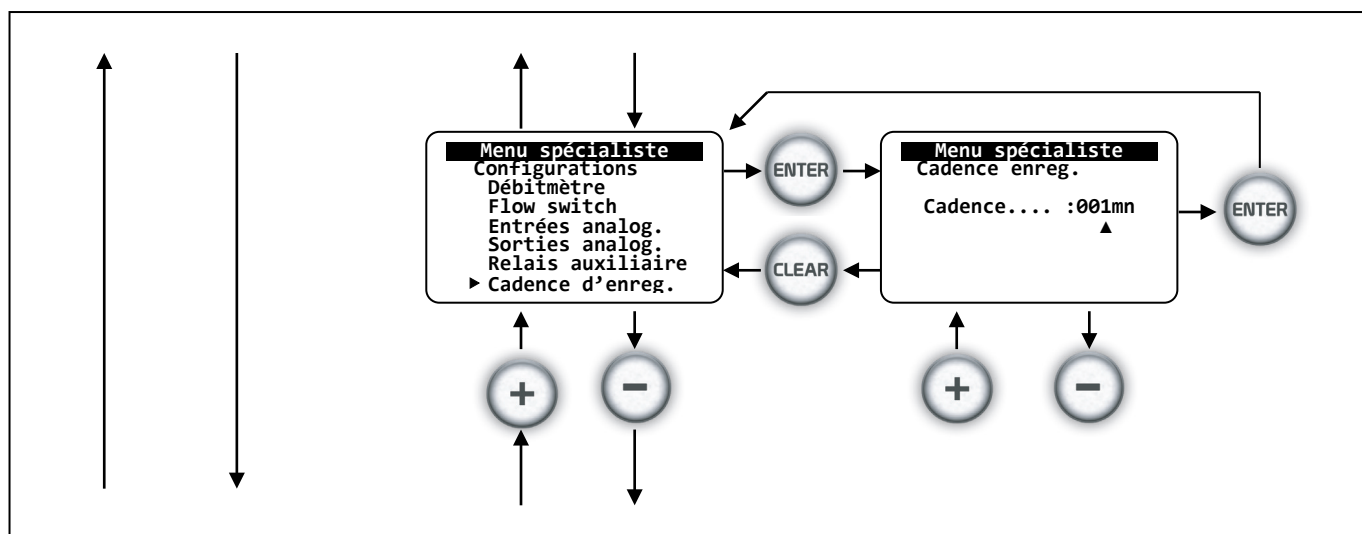 Menu spécialiste
Configurations
Débitmètre
Flow switch
Entrées analog.
Sorties analog.
Relais auxiliaire
▶ Cadence d'enreg.
ENTER
CLEAR
Menu spécialiste
Cadence enreg.
Cadence.... :001mn
▲
ENTER
+
-
+
-